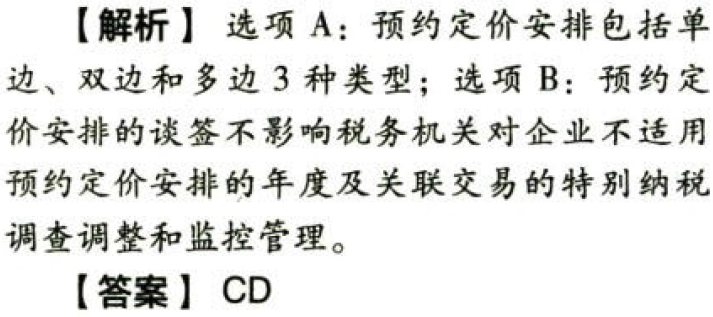 【解析】 选项 A：预约定价安排包括单
边、双边和多边 3 种类型；选项 B：预约定
价安排的谈签不影响税务机关对企业不适用
预约定价安排的年度及关联交易的特别纳税
调查调整和监控管理。
【答案】 CD